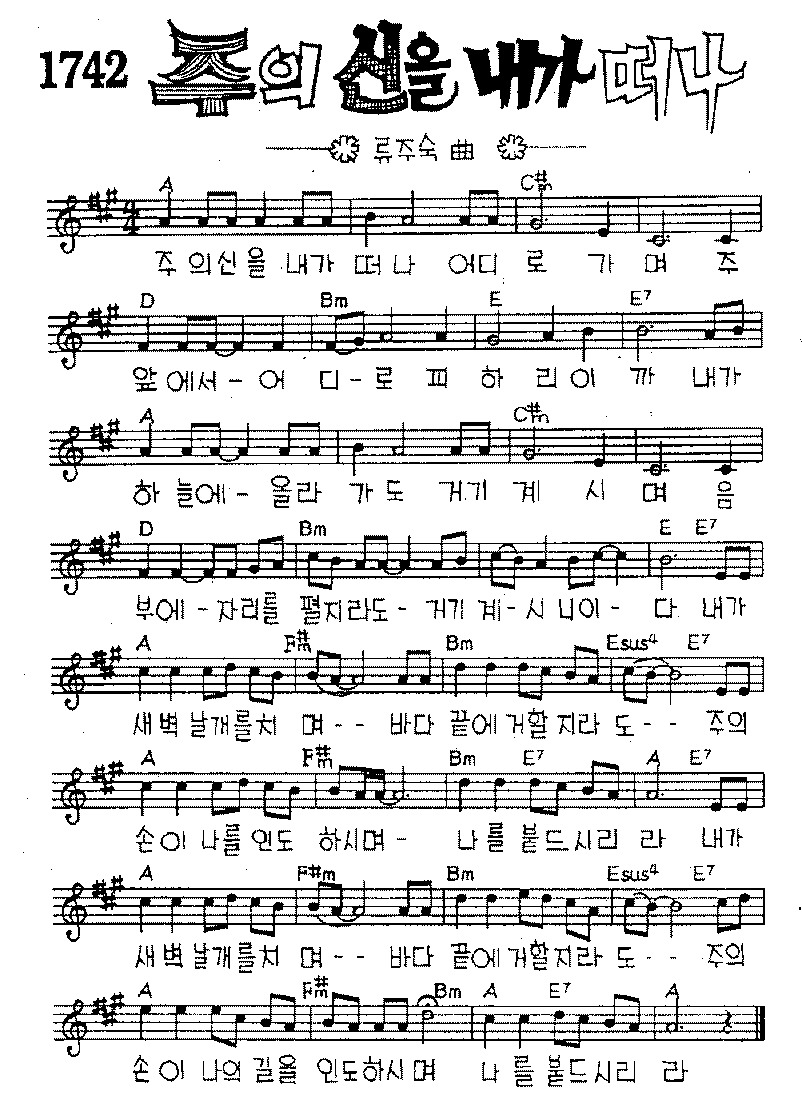 1742 주의 신을 내가 떠나
류주숙 曲
A C#m
주 의신을 내가 떠나 어디 로 가 며 주
D Bm E E7
앞에서 - 어 디 - 로 피 하 리 이 까 내가
A C#m
하 늘에 - 올라 가 도 거기 계 시 며 음
D Bm E E7
부에 - 자리를 펼지라도 - 거기 계 - 시 니이 - 다 내가
A F#m Bm Esus4 E7
새벽 날개를치 며 - - 바다 끝에 거할지라 도 - - 주의
A F#m Bm E7 A E7
손이 나를 인도 하시며 - 나를 붙드시리 라 내가
A F#m Bm Esus4 E7
새벽 날개를치 며 - - 바다 끝에 거할지라 도 - - 주의
A F#m Bm A E7 A
손이 나의 길을 인도하시 며 나를 붙드시리 라